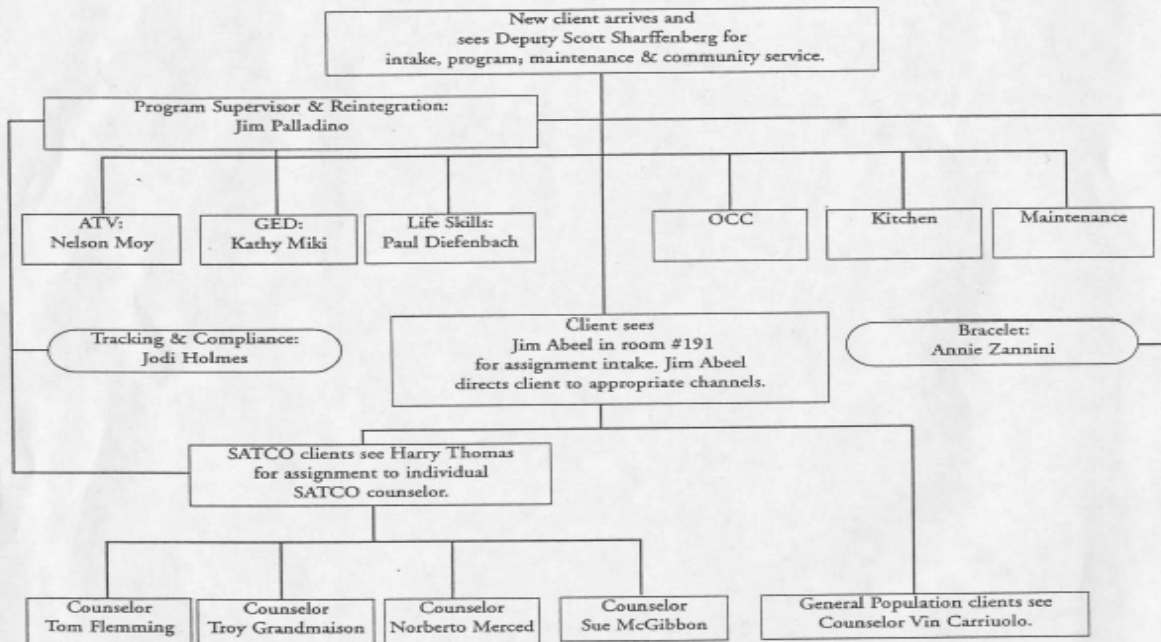 New client arrives and
sees Deputy Scott Sharffenberg for
intake, program; maintenance & community service.
Program Supervisor & Reintegration:
Jim Palladino
ATV:
Nelson Moy
GED:
Kathy Miki
Life Skills:
Paul Diefenbach
OCC
Kitchen
Maintenance
Tracking & Compliance:
Jodi Holmes
Client sees
Jim Abeel in room #191
for assignment intake. Jim Abeel
directs client to appropriate channels.
Bracelet:
Annie Zannini
SATCO clients see Harry Thomas
for assignment to individual
SATCO counselor.
Counselor
Tom Flemming
Counselor
Troy Grandmaison
Counselor
Norberto Merced
Counselor
Sue McGibbon
General Population clients see
Counselor Vin Carriuolo.